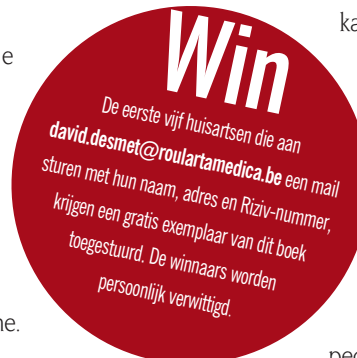 Win
De eerste vijf huisartsen die aan
david.desmet@roulartamedica.be een mail
sturen met hun naam, adres en Riziv-nummer,
krijgen een gratis exemplaar van dit boek
toegestuurd. De winnaars worden
persoonlijk verwittigd.